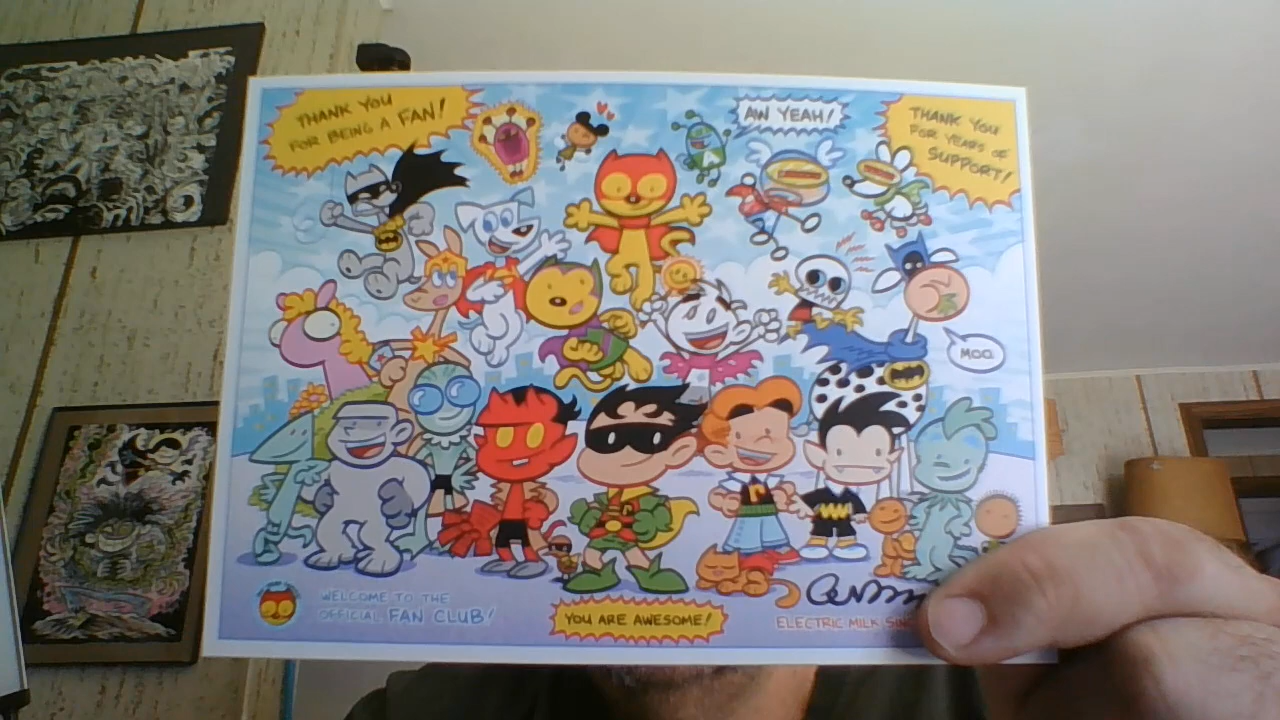 THANK YOU
FOR BEING A FAN!
AW YEAH!
THANK YOU
FOR YEARS OF
SUPPORT!
MOO
WELCOME TO THE
OFFICIAL FAN CLUB!
YOU ARE AWESOME!
ELECTRIC MILK